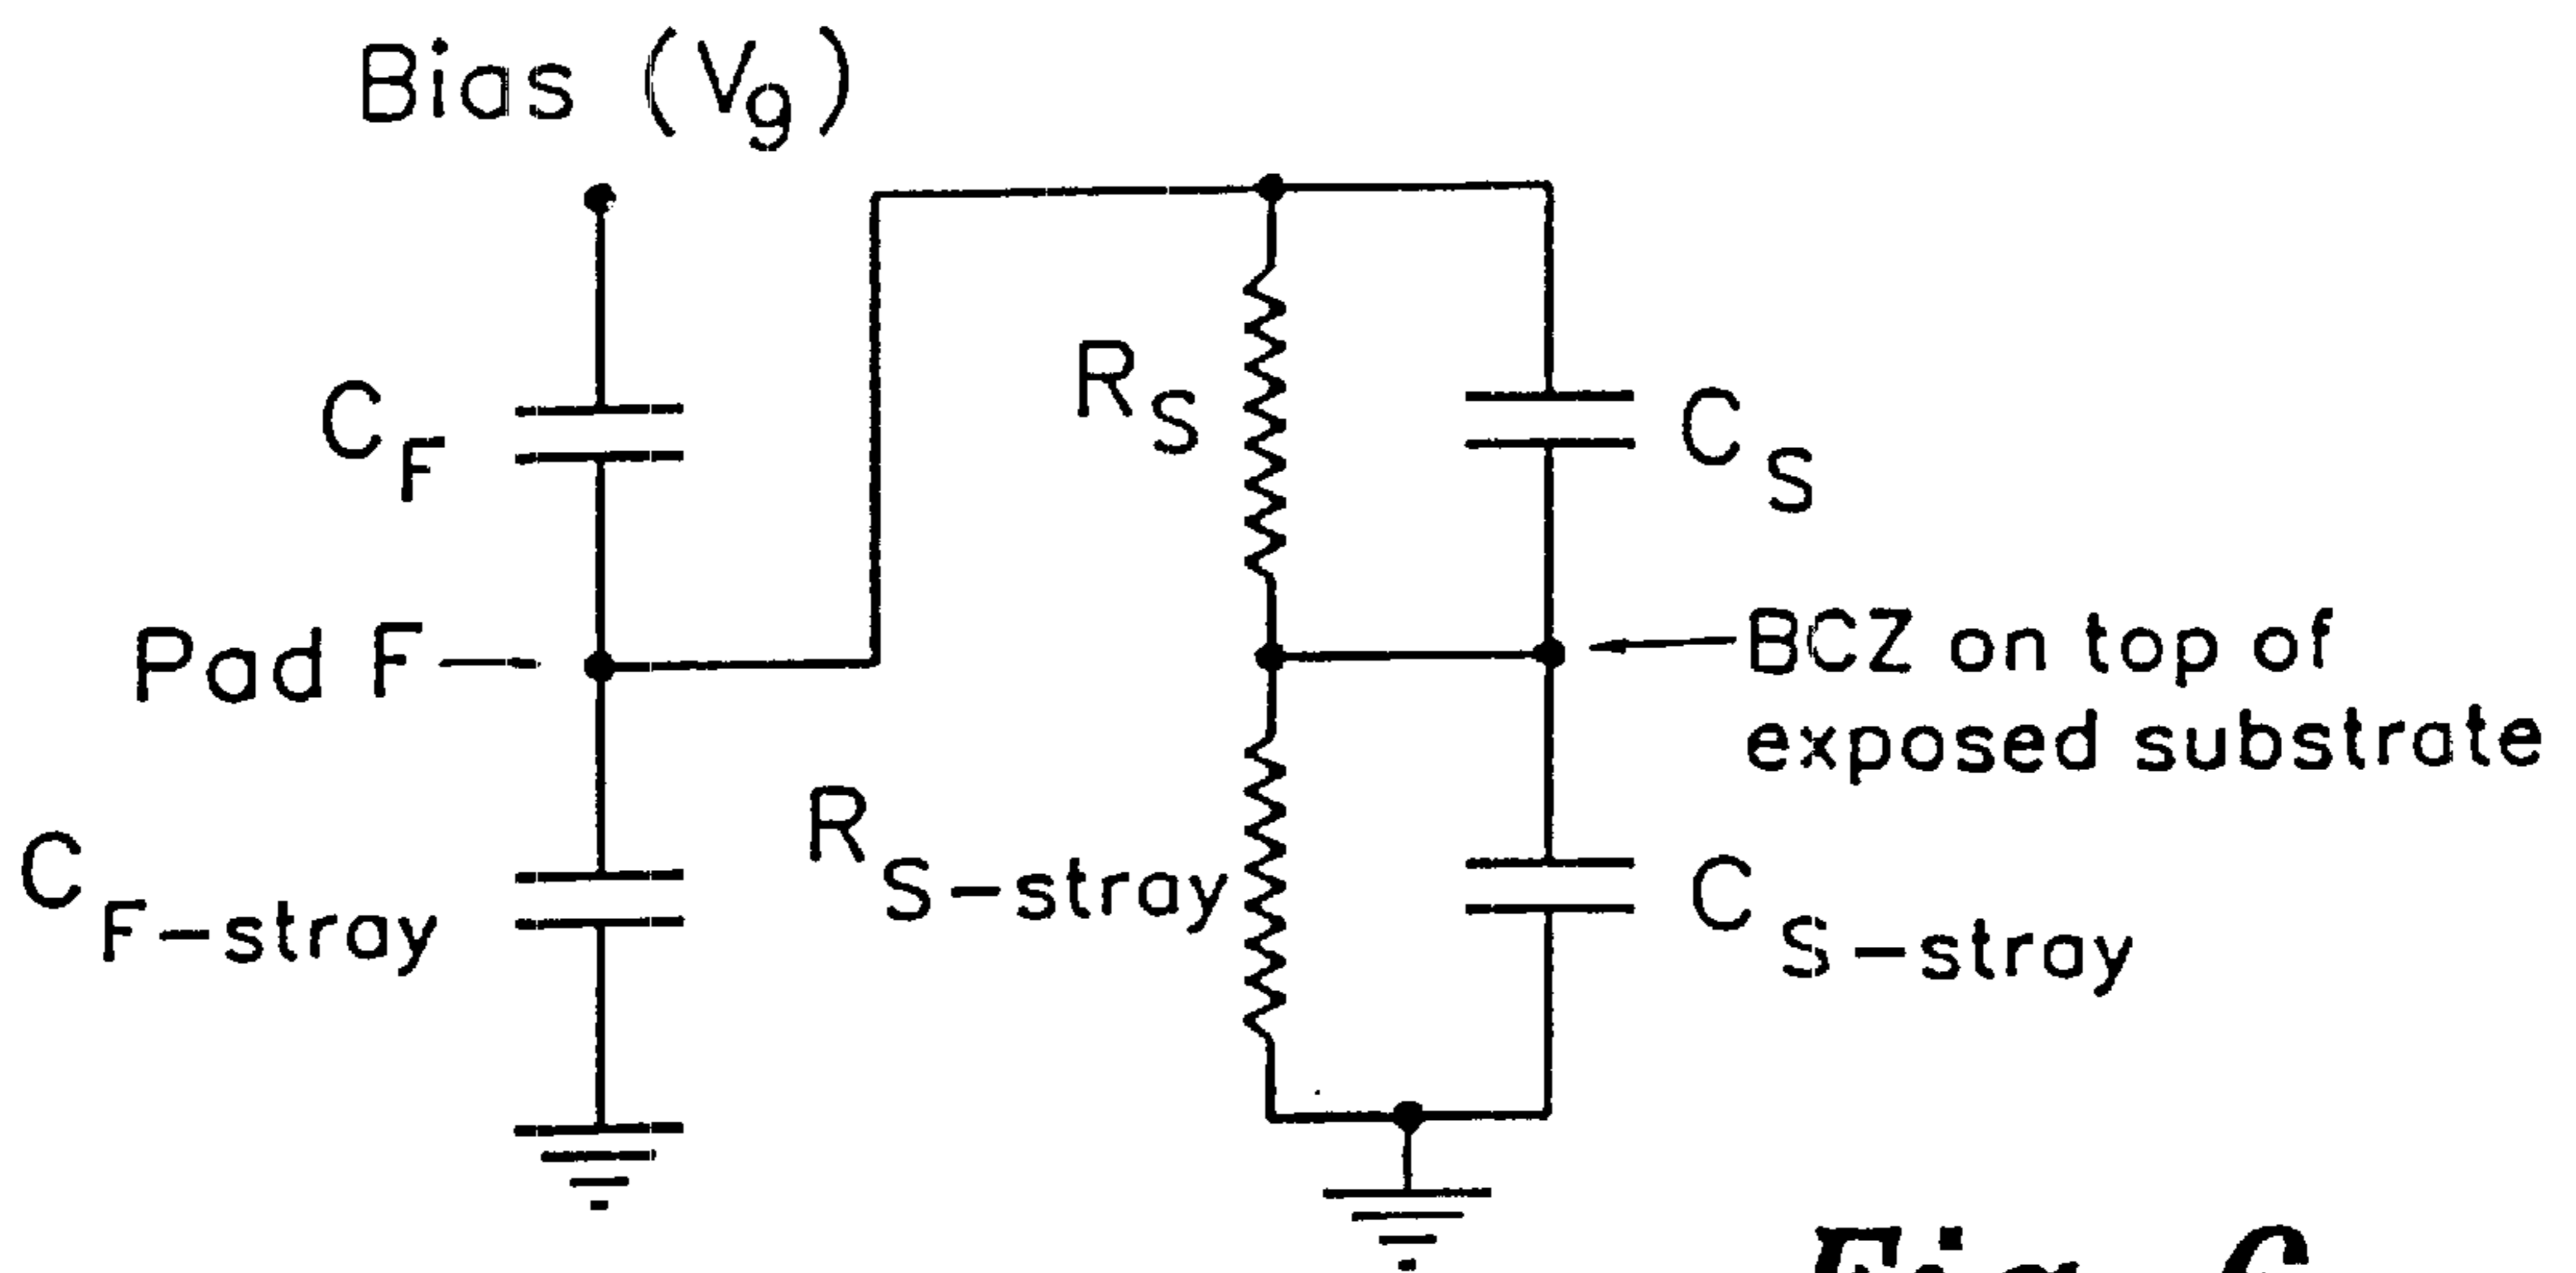 Bias (Vg)
CF
RS
CS
Pad F
BCZ on top of
exposed substrate
CF-stray
RS-stray
CS-stray